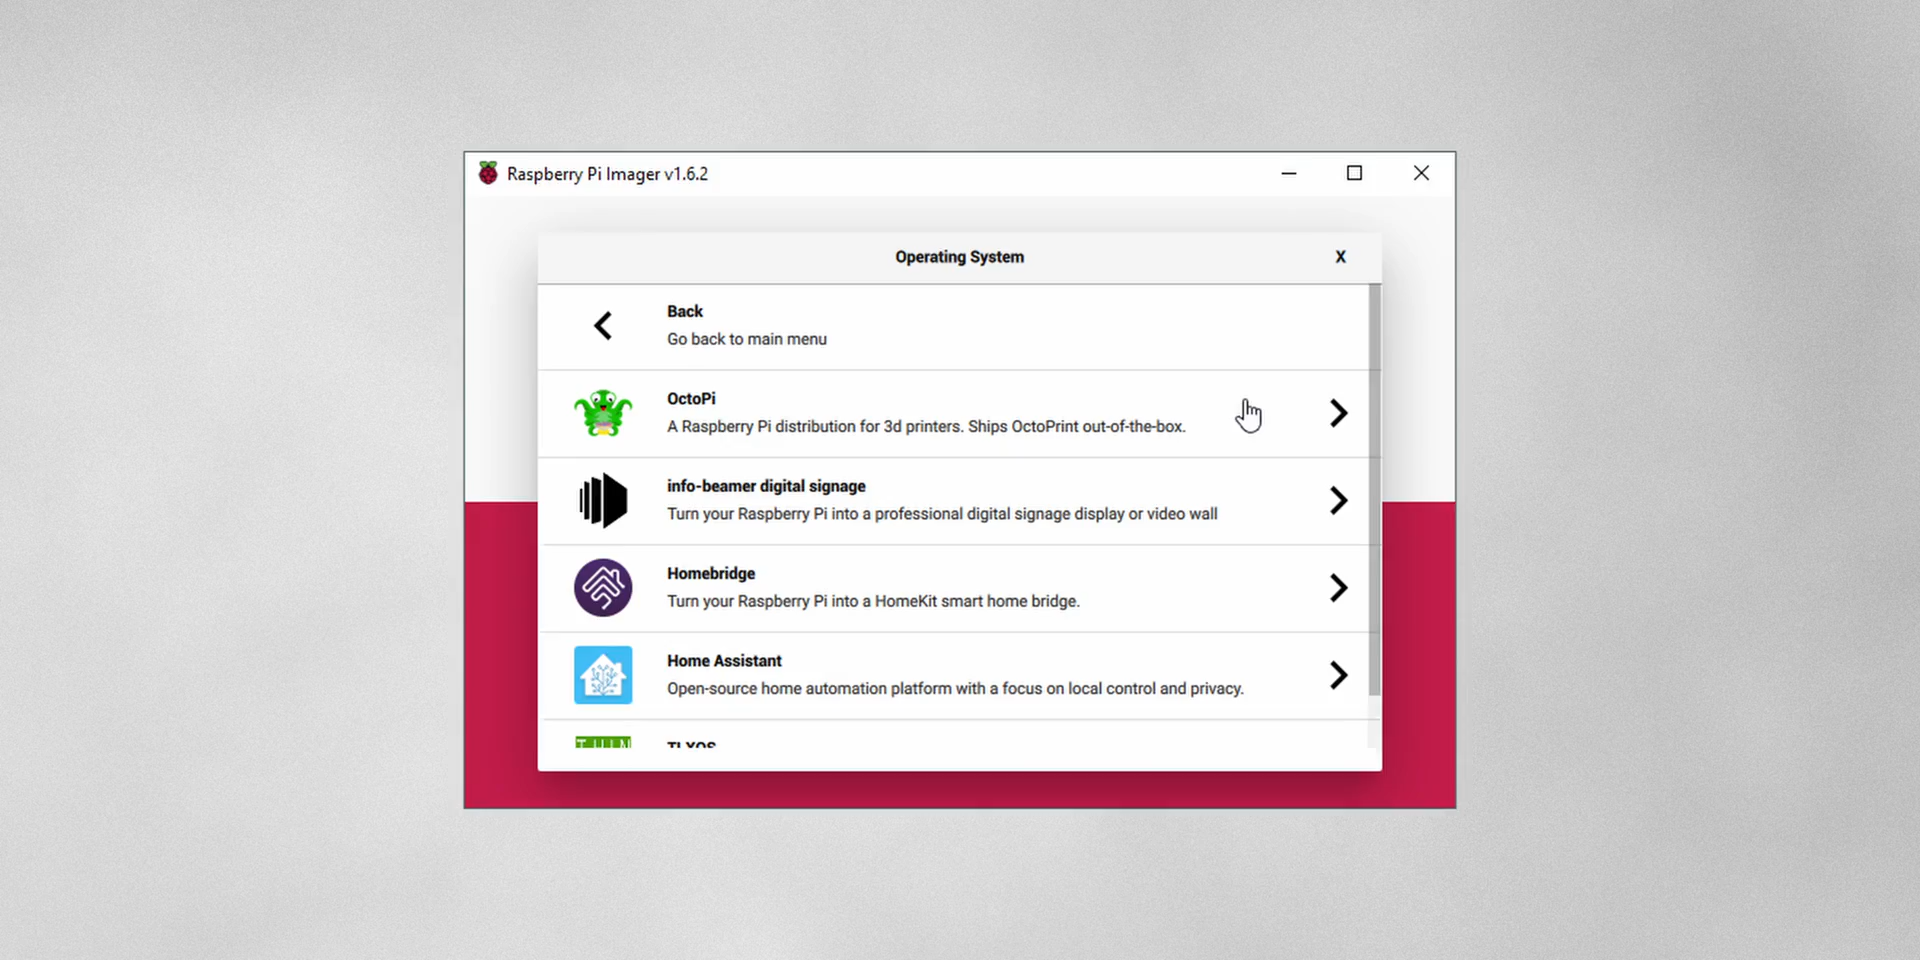 Raspberry Pi Imager v1.6.2
Operating System
X
Back
Go back to main menu
OctoPi
A Raspberry Pi distribution for 3d printers. Ships OctoPrint out-of-the-box.
info-beamer digital signage
Turn your Raspberry Pi into a professional digital signage display or video wall
Homebridge
Turn your Raspberry Pi into a HomeKit smart home bridge.
Home Assistant
Open-source home automation platform with a focus on local control and privacy.
THIN
TLXOS